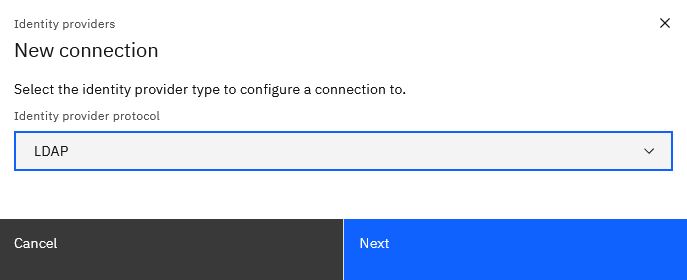 Identity providers
New connection
Select the identity provider type to configure a connection to.
Identity provider protocol
LDAP
Cancel
Next